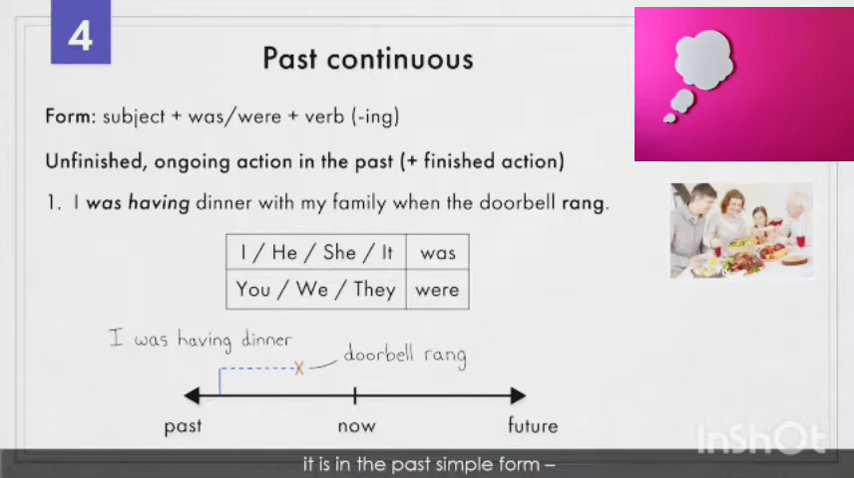 4
Past continuous
Form: subject + was/were + verb (-ing)
Unfinished, ongoing action in the past (+ finished action)
1. I was having dinner with my family when the doorbell rang.
I / He / She / It was
You / We / They were
I was having dinner
doorbell rang
past now future
InShOt
it is in the past simple form –